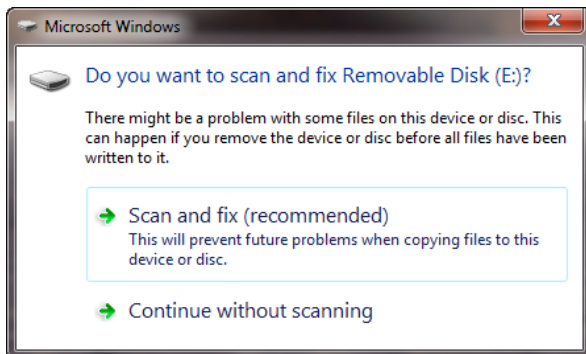 Microsoft Windows
Do you want to scan and fix Removable Disk (E:)?
There might be a problem with some files on this device or disc. This
can happen if you remove the device or disc before all files have been
written to it.
Scan and fix (recommended)
This will prevent future problems when copying files to this
device or disc.
Continue without scanning